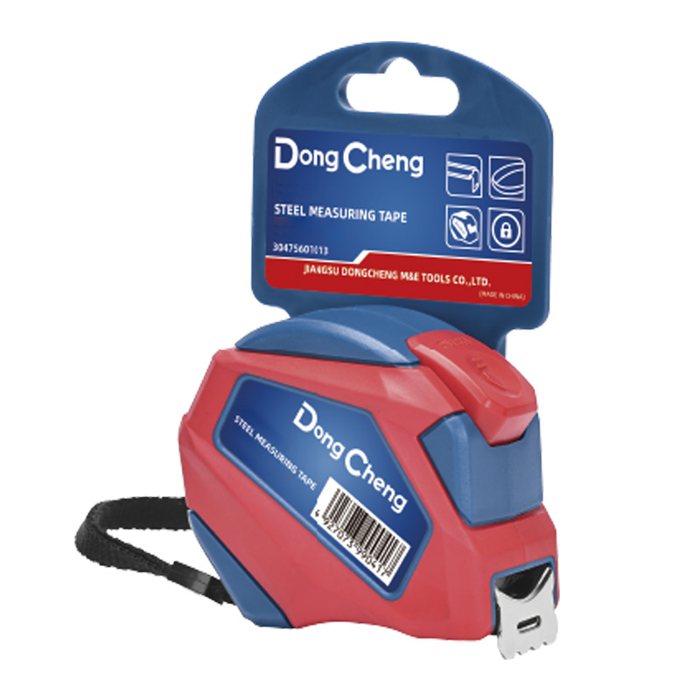 Dong Cheng
STEEL MEASURING TAPE
30475601013
JIANGSU DONGCHENG M&E TOOLS CO.,LTD.
(MADE IN CHINA)
Dong Cheng
STEEL MEASURING TAPE